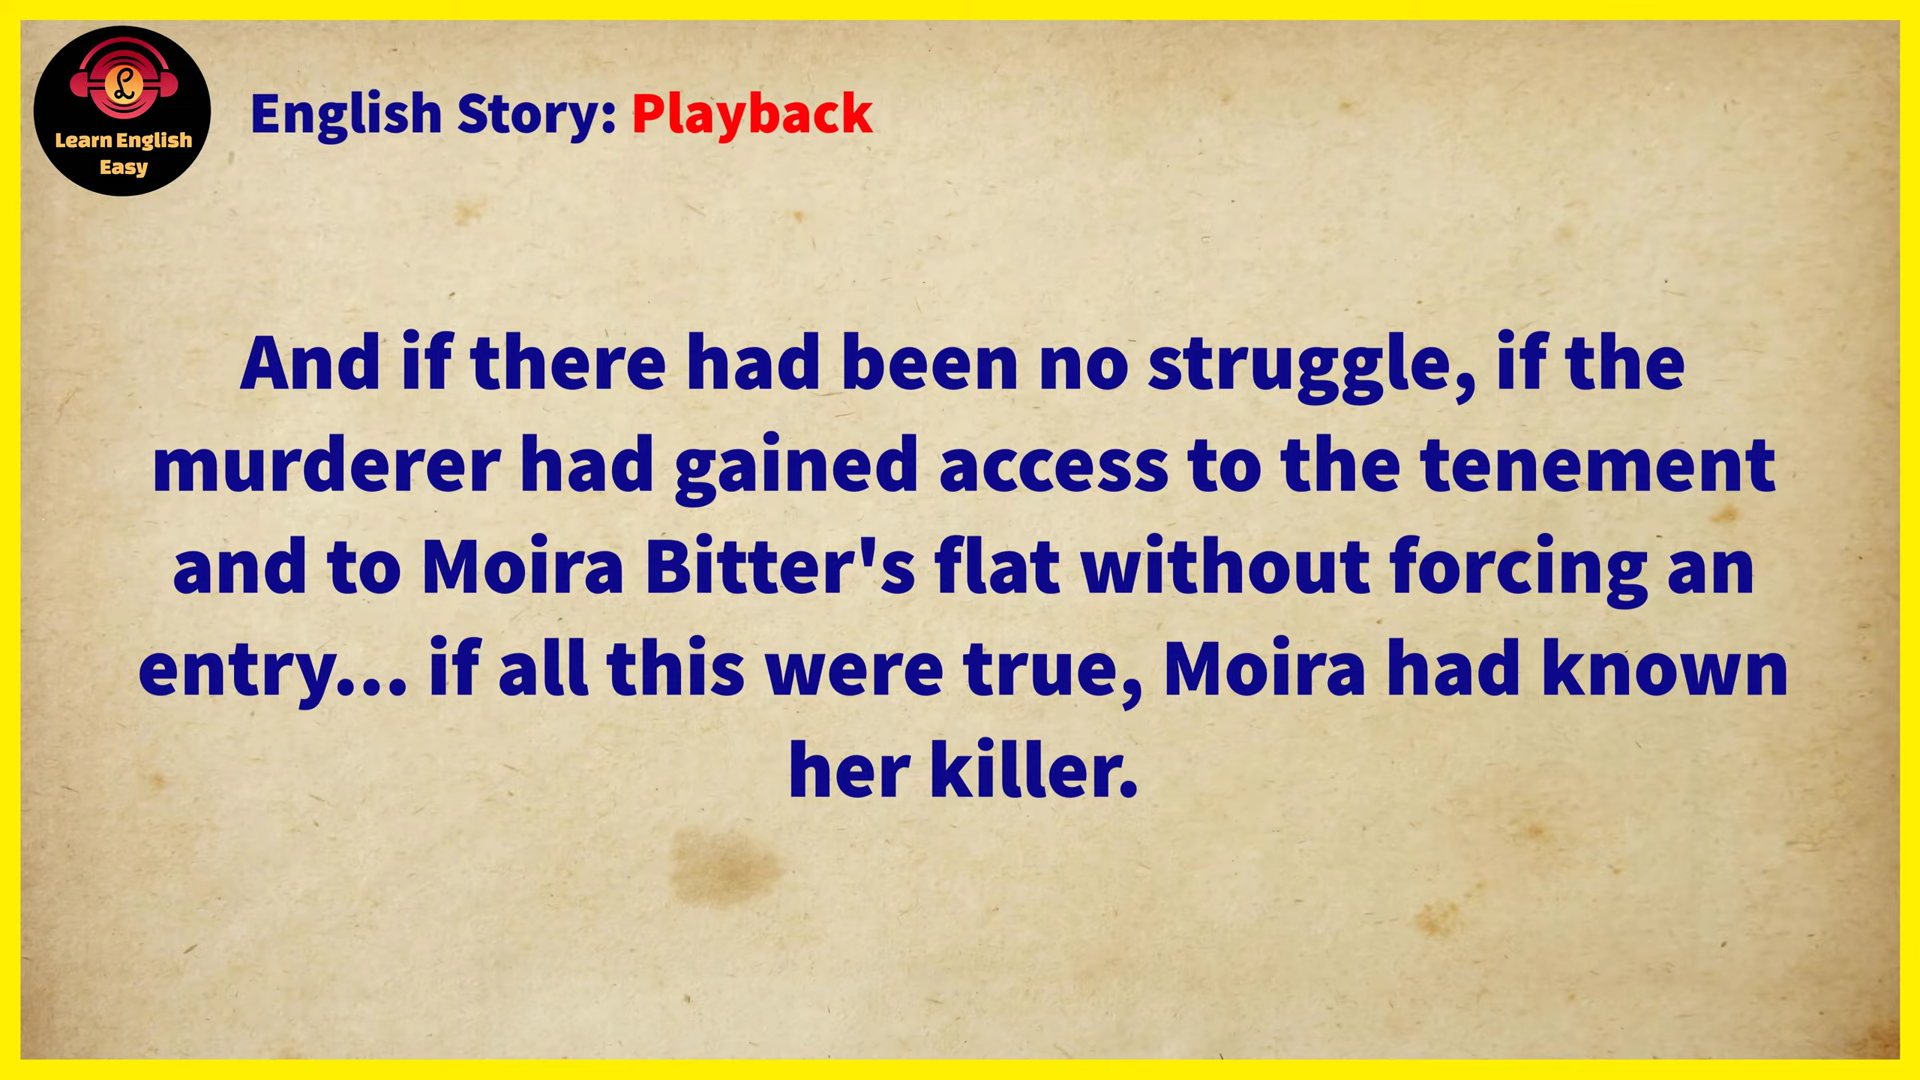 Learn English
Easy
English Story: Playback
And if there had been no struggle, if the
murderer had gained access to the tenement
and to Moira Bitter's flat without forcing an
entry... if all this were true, Moira had known
her killer.